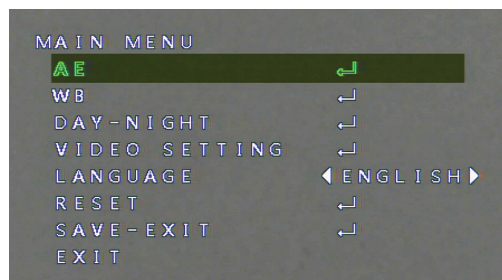 MAIN MENU
AE ↵
WB ↵
DAY-NIGHT ↵
VIDEO SETTING ↵
LANGUAGE ◀ENGLISH▶
RESET ↵
SAVE-EXIT ↵
EXIT